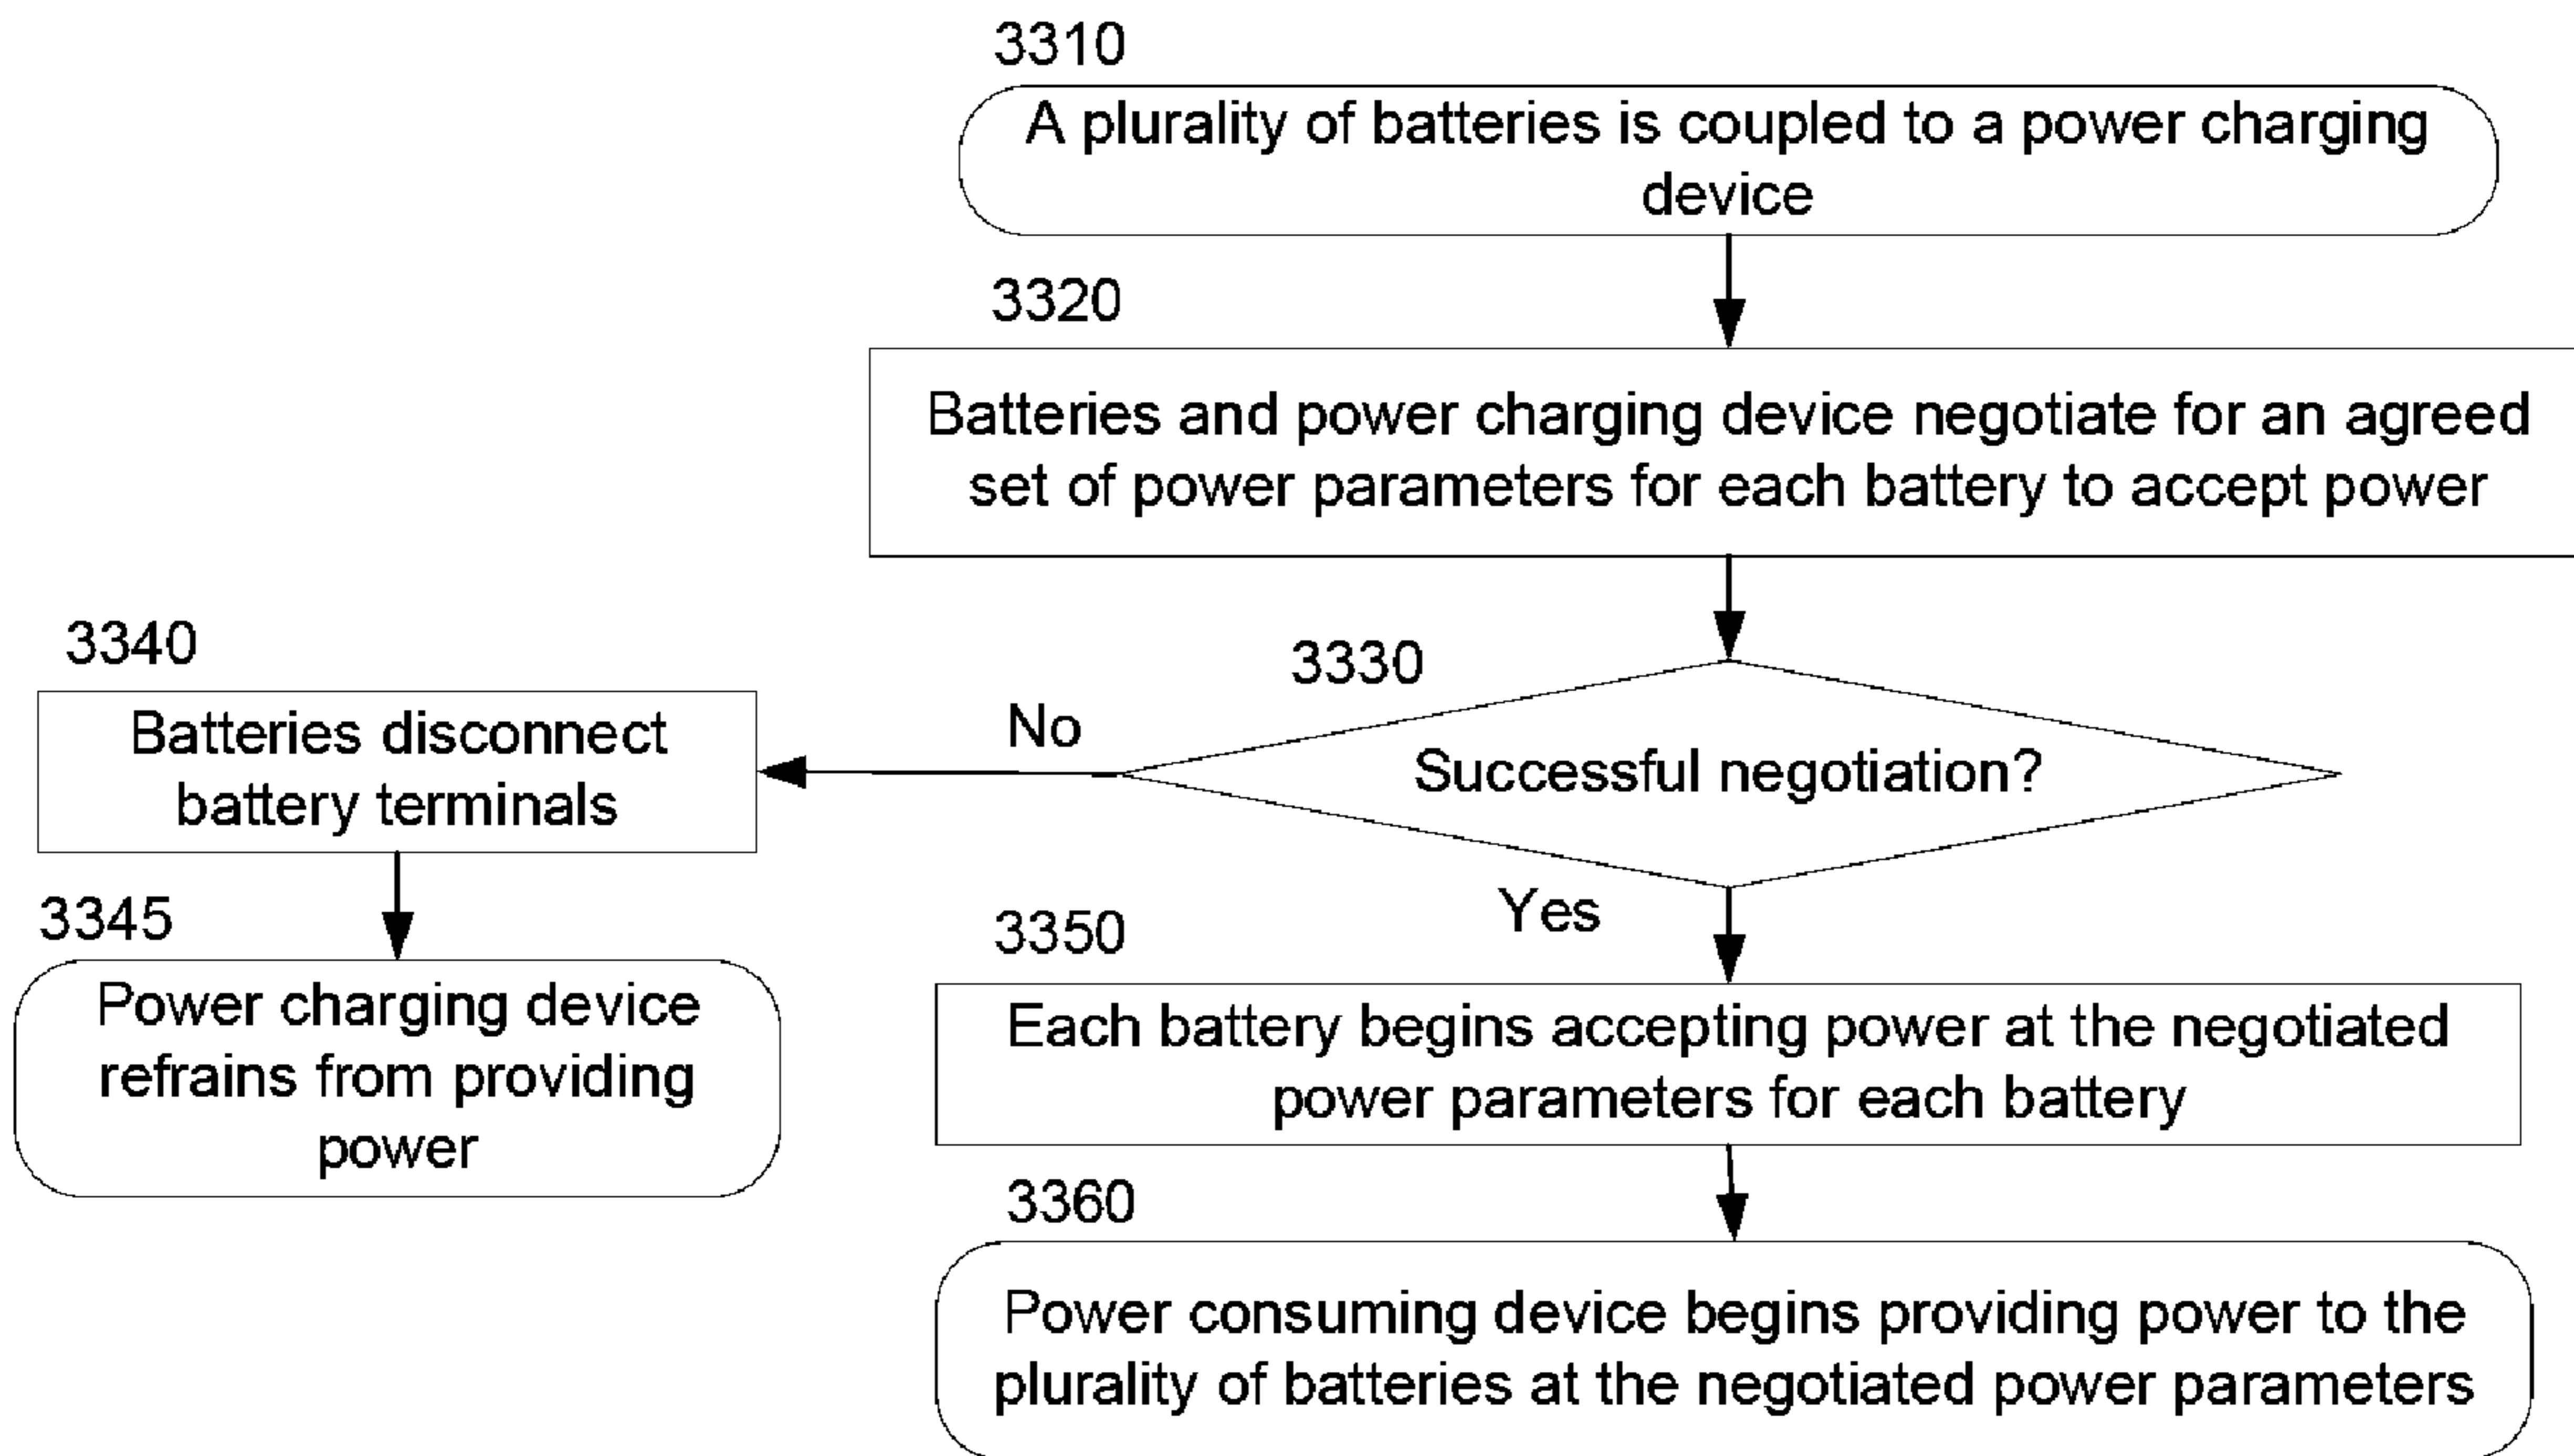 3310
A plurality of batteries is coupled to a power charging
device
3320
Batteries and power charging device negotiate for an agreed
set of power parameters for each battery to accept power
3330
Successful negotiation?
No
3340
Batteries disconnect
battery terminals
3345
Power charging device
refrains from providing
power
Yes
3350
Each battery begins accepting power at the negotiated
power parameters for each battery
3360
Power consuming device begins providing power to the
plurality of batteries at the negotiated power parameters